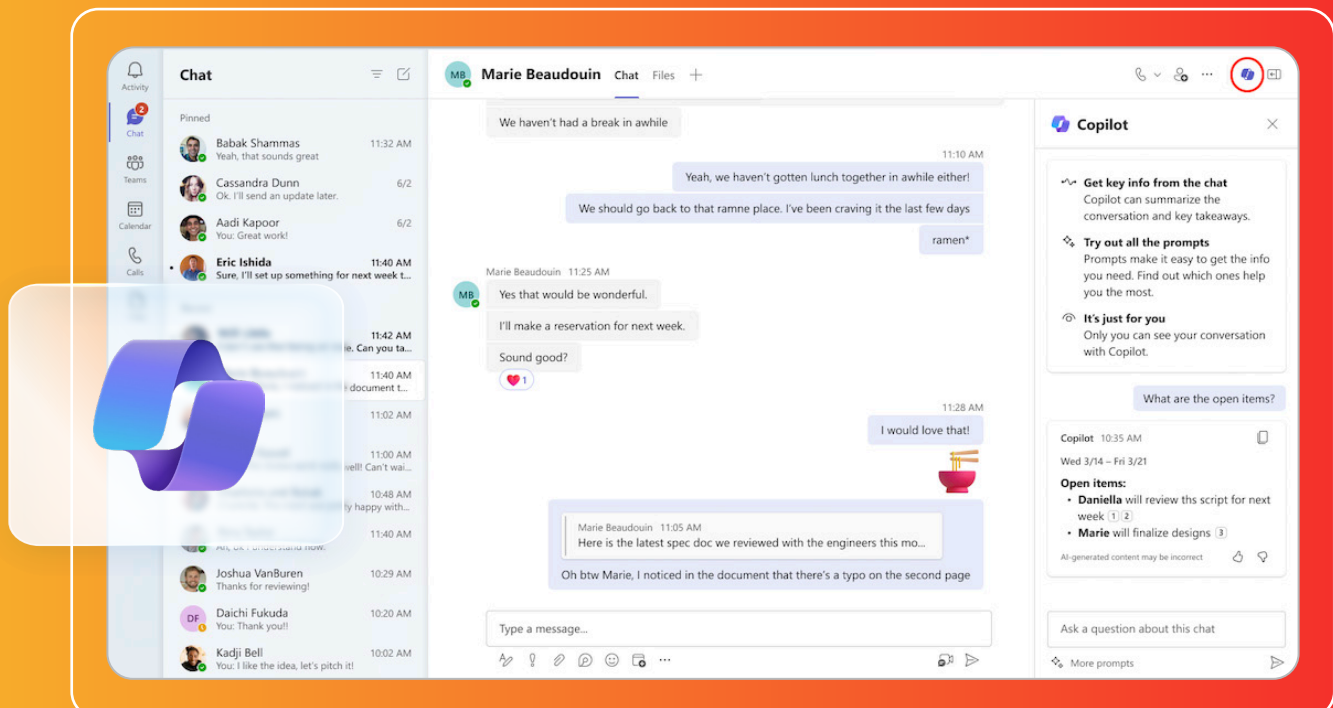 Activity
Chat
Teams
Calendar
Calls
2
Chat
Pinned
Babak Shammas 11:32 AM
Yeah, that sounds great
Cassandra Dunn 6/2
Ok. I'll send an update later.
Aadi Kapoor 6/2
You: Great work!
Eric Ishida 11:40 AM
Sure, I'll set up something for next week t...
11:42 AM
Can you ta...
11:40 AM
document t...
11:02 AM
11:00 AM
well! Can't wai...
10:48 AM
happy with...
11:40 AM
Joshua VanBuren 10:29 AM
Thanks for reviewing!
DF
Daichi Fukuda 10:20 AM
You: Thank you!!
Kadji Bell 10:02 AM
You: I like the idea, let's pitch it!
MB Marie Beaudouin Chat Files
We haven't had a break in awhile
11:10 AM
Yeah, we haven't gotten lunch together in awhile either!
We should go back to that ramne place. I've been craving it the last few days
ramen*
Marie Beaudouin 11:25 AM
MB
Yes that would be wonderful.
I'll make a reservation for next week.
Sound good?
1
11:28 AM
I would love that!
Marie Beaudouin 11:05 AM
Here is the latest spec doc we reviewed with the engineers this mo...
Oh btw Marie, I noticed in the document that there's a typo on the second page
Type a message...
Copilot
Get key info from the chat
Copilot can summarize the
conversation and key takeaways.
Try out all the prompts
Prompts make it easy to get the info
you need. Find out which ones help
you the most.
It's just for you
Only you can see your conversation
with Copilot.
What are the open items?
Copilot 10:35 AM
Wed 3/14 – Fri 3/21
Open items:
• Daniella will review ths script for next
week 1 2
• Marie will finalize designs 3
AI-generated content may be incorrect
Ask a question about this chat
More prompts